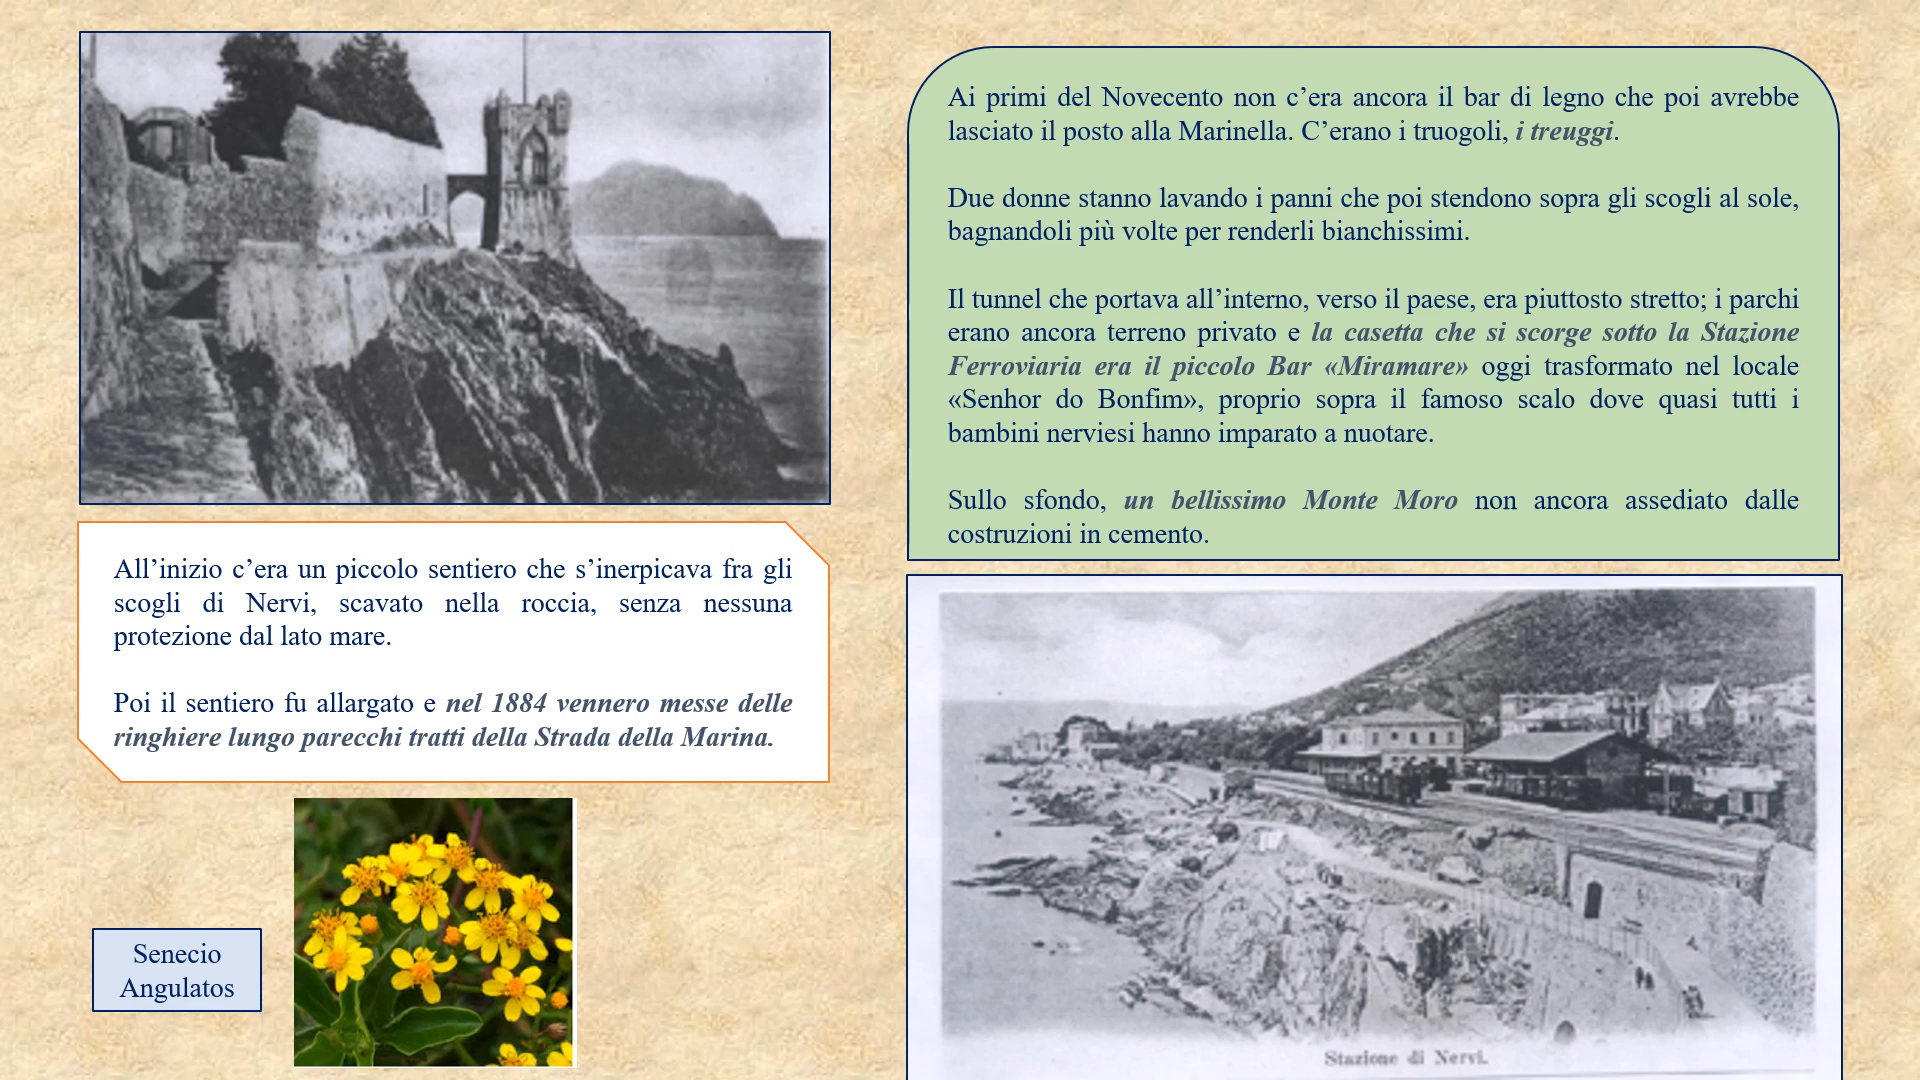 All’inizio c’era un piccolo sentiero che s’inerpicava fra gli
scogli di Nervi, scavato nella roccia, senza nessuna
protezione dal lato mare.
Poi il sentiero fu allargato e nel 1884 vennero messe delle
ringhiere lungo parecchi tratti della Strada della Marina.
Senecio
Angulatos
Ai primi del Novecento non c’era ancora il bar di legno che poi avrebbe
lasciato il posto alla Marinella. C’erano i truogoli, i treuggi.
Due donne stanno lavando i panni che poi stendono sopra gli scogli al sole,
bagnandoli più volte per renderli bianchissimi.
Il tunnel che portava all’interno, verso il paese, era piuttosto stretto; i parchi
erano ancora terreno privato e la casetta che si scorge sotto la Stazione
Ferroviaria era il piccolo Bar «Miramare» oggi trasformato nel locale
«Senhor do Bonfim», proprio sopra il famoso scalo dove quasi tutti i
bambini nerviesi hanno imparato a nuotare.
Sullo sfondo, un bellissimo Monte Moro non ancora assediato dalle
costruzioni in cemento.
Stazione di Nervi.